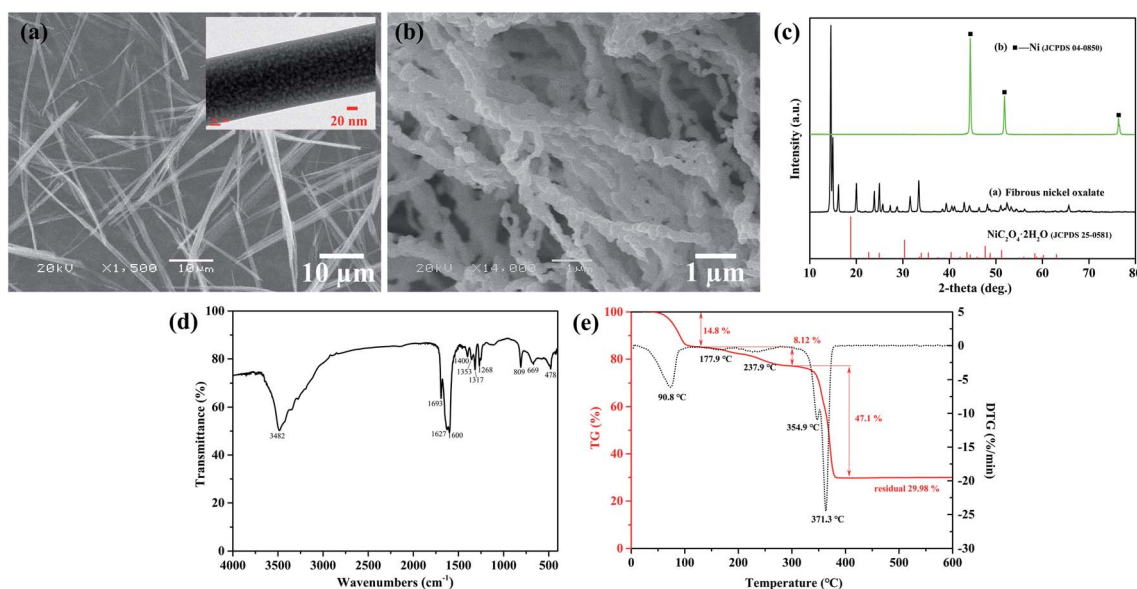 (a)
20 nm
20kV X1,500 10µm
10 µm
(b)
20kV X14,000 1µm
1 µm
(c)
(b) ■—Ni (JCPDS 04-0850)
(a) Fibrous nickel oxalate
NiC₂O₄·2H₂O (JCPDS 25-0581)
Intensity (a.u.)
10 20 30 40 50 60 70 80
2-theta (deg.)
(d)
100
80
60
40
20
0
Transmittance (%)
3482
1693
1627
1600
1400
1353
1317
1268
809
669
478
4000 3500 3000 2500 2000 1500 1000 500
Wavenumbers (cm⁻¹)
(e)
100
80
60
40
20
0
TG (%)
14.8 %
8.12 %
47.1 %
residual 29.98 %
90.8 °C
177.9 °C
237.9 °C
354.9 °C
371.3 °C
5
0
-5
-10
-15
-20
-25
-30
DTG (%/min)
0 100 200 300 400 500 600
Temperature (°C)